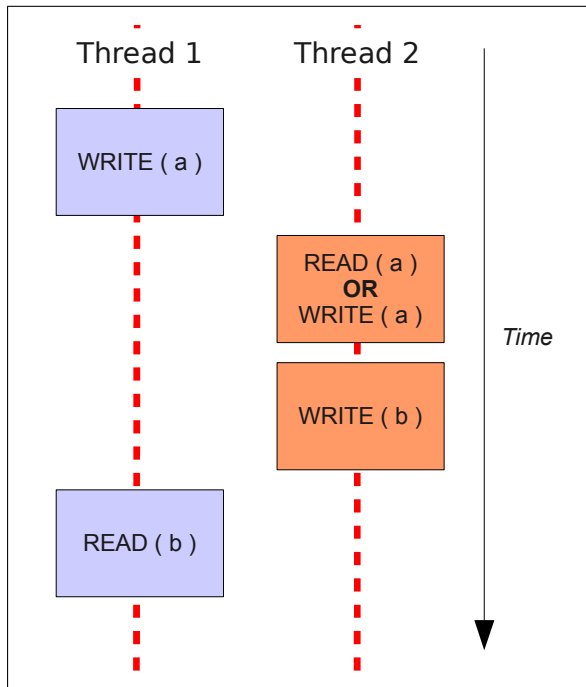 Thread 1
Thread 2
WRITE ( a )
READ ( a )
OR
WRITE ( a )
Time
WRITE ( b )
READ ( b )